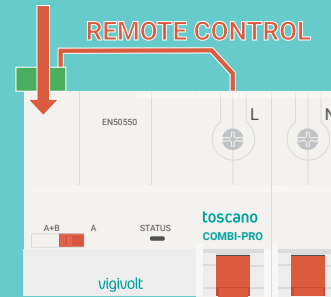 REMOTE CONTROL
L N
EN50550
A+B A STATUS
toscano
COMBI-PRO
vigivolt